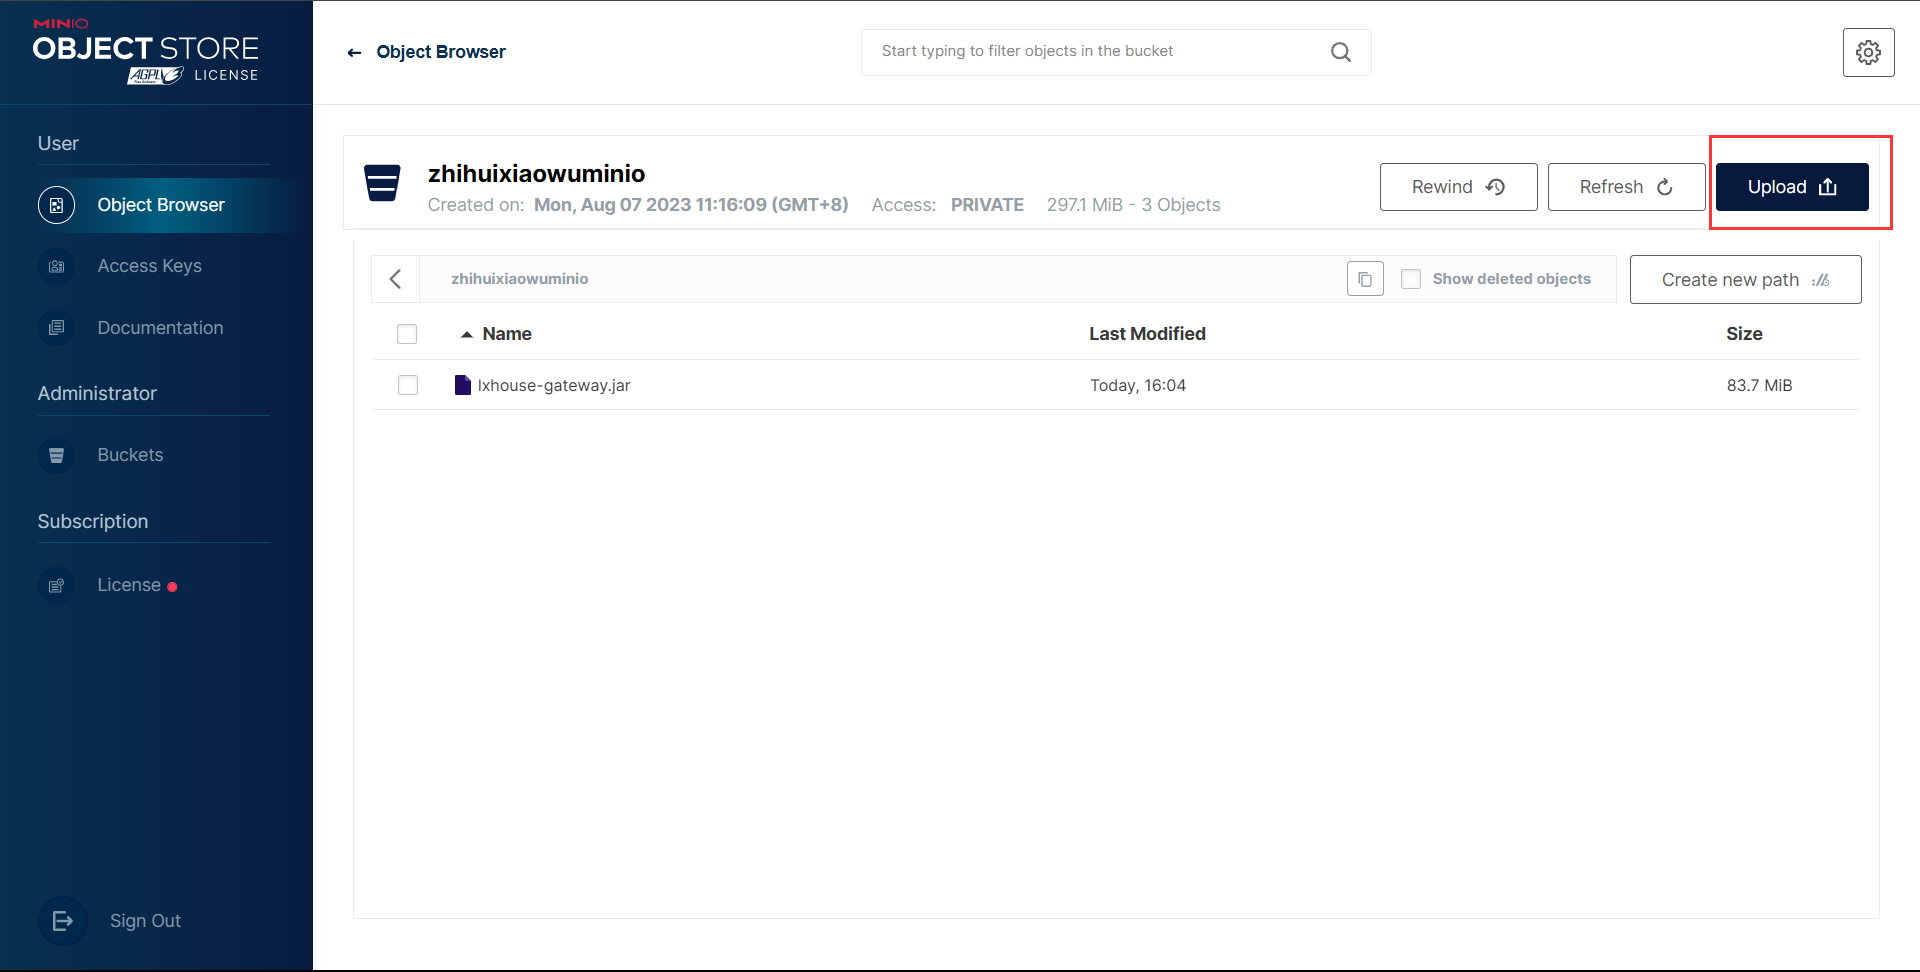 MINIO
OBJECT STORE
AGPLv3 LICENSE
User
Object Browser
Access Keys
Documentation
Administrator
Buckets
Subscription
License
Sign Out
← Object Browser
Start typing to filter objects in the bucket
zhihuixiaowuminio
Created on: Mon, Aug 07 2023 11:16:09 (GMT+8) Access: PRIVATE 297.1 MiB - 3 Objects
Rewind
Refresh
Upload
zhihuixiaowuminio
Show deleted objects
Create new path
Name Last Modified Size
lxhouse-gateway.jar Today, 16:04 83.7 MiB